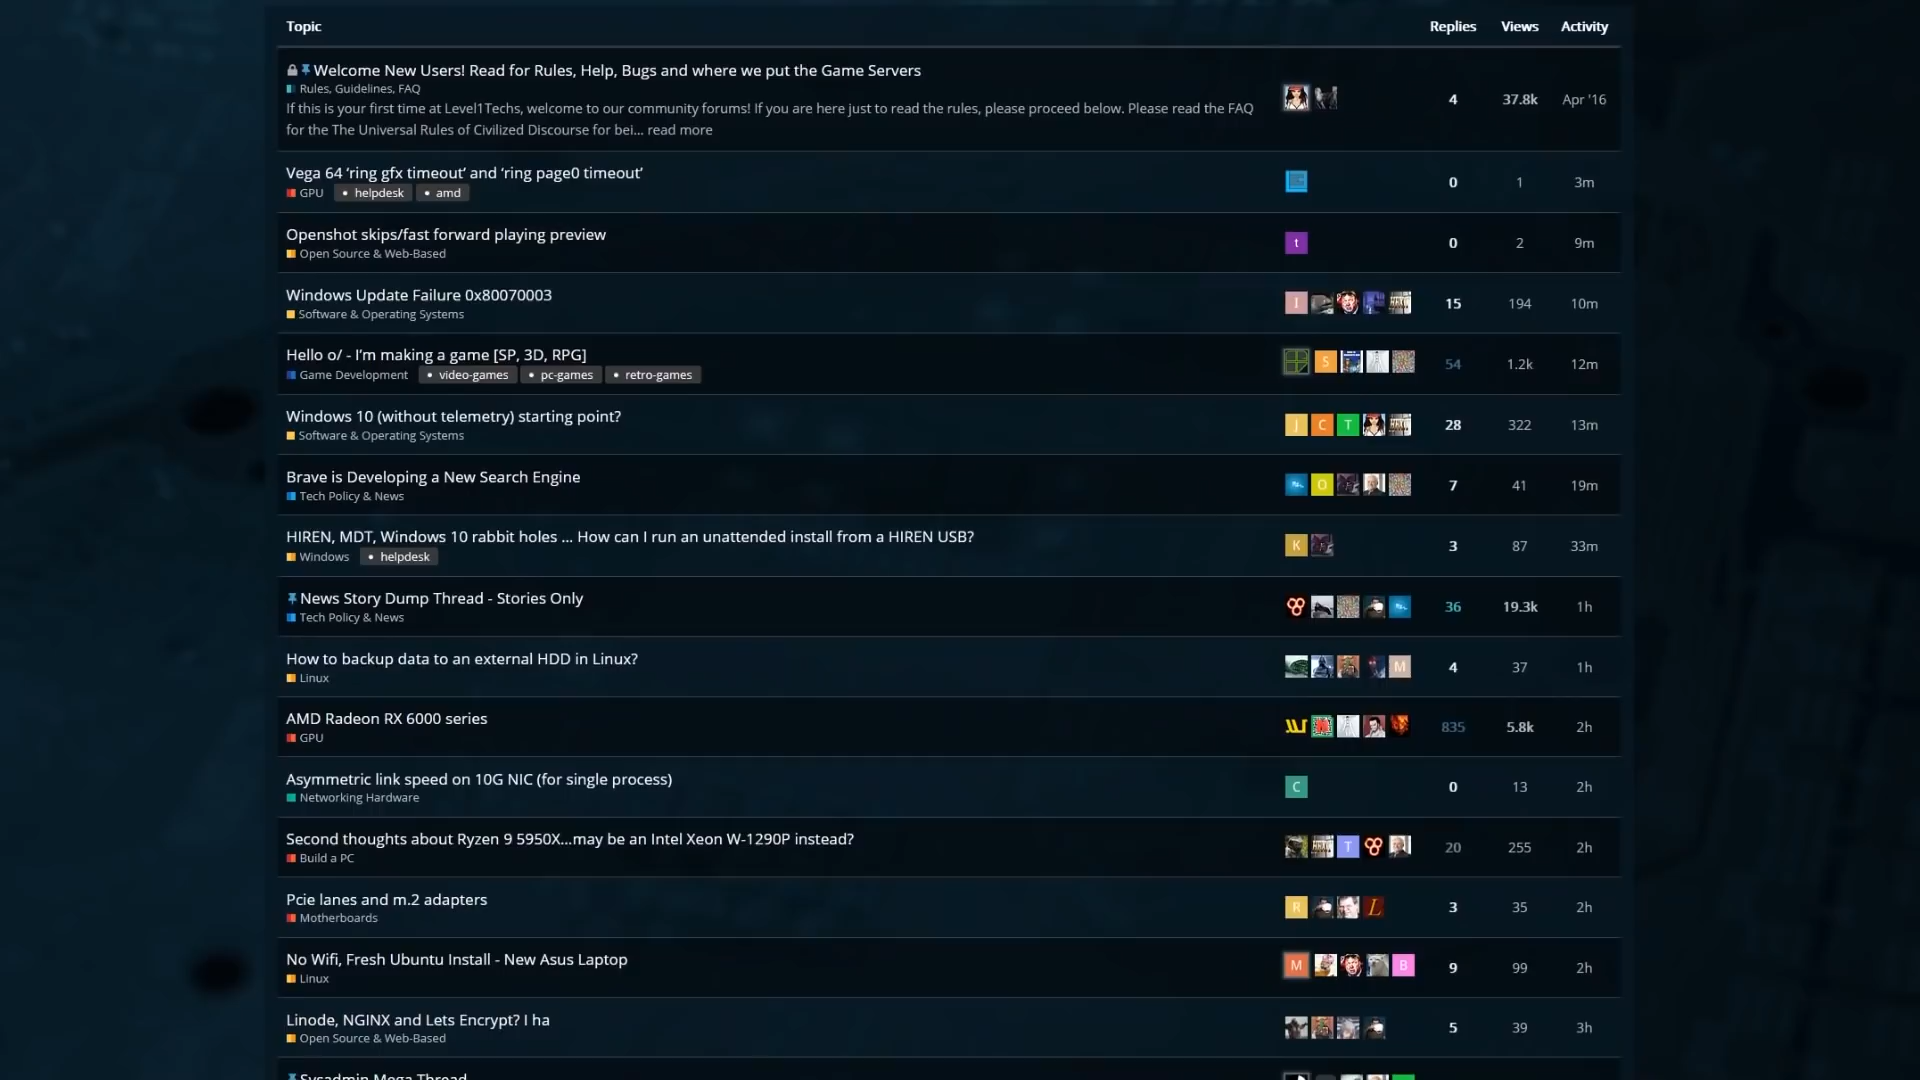 Topic Replies Views Activity
Welcome New Users! Read for Rules, Help, Bugs and where we put the Game Servers
Rules, Guidelines, FAQ
If this is your first time at Level1Techs, welcome to our community forums! If you are here just to read the rules, please proceed below. Please read the FAQ
for the The Universal Rules of Civilized Discourse for bei... read more
4 37.8k Apr '16
Vega 64 ‘ring gfx timeout’ and ‘ring page0 timeout’
GPU helpdesk amd
0 1 3m
Openshot skips/fast forward playing preview
Open Source & Web-Based
t 0 2 9m
Windows Update Failure 0x80070003
Software & Operating Systems
I 15 194 10m
Hello o/ - I’m making a game [SP, 3D, RPG]
Game Development video-games pc-games retro-games
S 54 1.2k 12m
Windows 10 (without telemetry) starting point?
Software & Operating Systems
J C T 28 322 13m
Brave is Developing a New Search Engine
Tech Policy & News
O 7 41 19m
HIREN, MDT, Windows 10 rabbit holes ... How can I run an unattended install from a HIREN USB?
Windows helpdesk
K 3 87 33m
News Story Dump Thread - Stories Only
Tech Policy & News
36 19.3k 1h
How to backup data to an external HDD in Linux?
Linux
M 4 37 1h
AMD Radeon RX 6000 series
GPU
835 5.8k 2h
Asymmetric link speed on 10G NIC (for single process)
Networking Hardware
C 0 13 2h
Second thoughts about Ryzen 9 5950X...may be an Intel Xeon W-1290P instead?
Build a PC
T 20 255 2h
Pcie lanes and m.2 adapters
Motherboards
R L 3 35 2h
No Wifi, Fresh Ubuntu Install - New Asus Laptop
Linux
M B 9 99 2h
Linode, NGINX and Lets Encrypt? I ha
Open Source & Web-Based
5 39 3h
Sysadmin Mega Thread